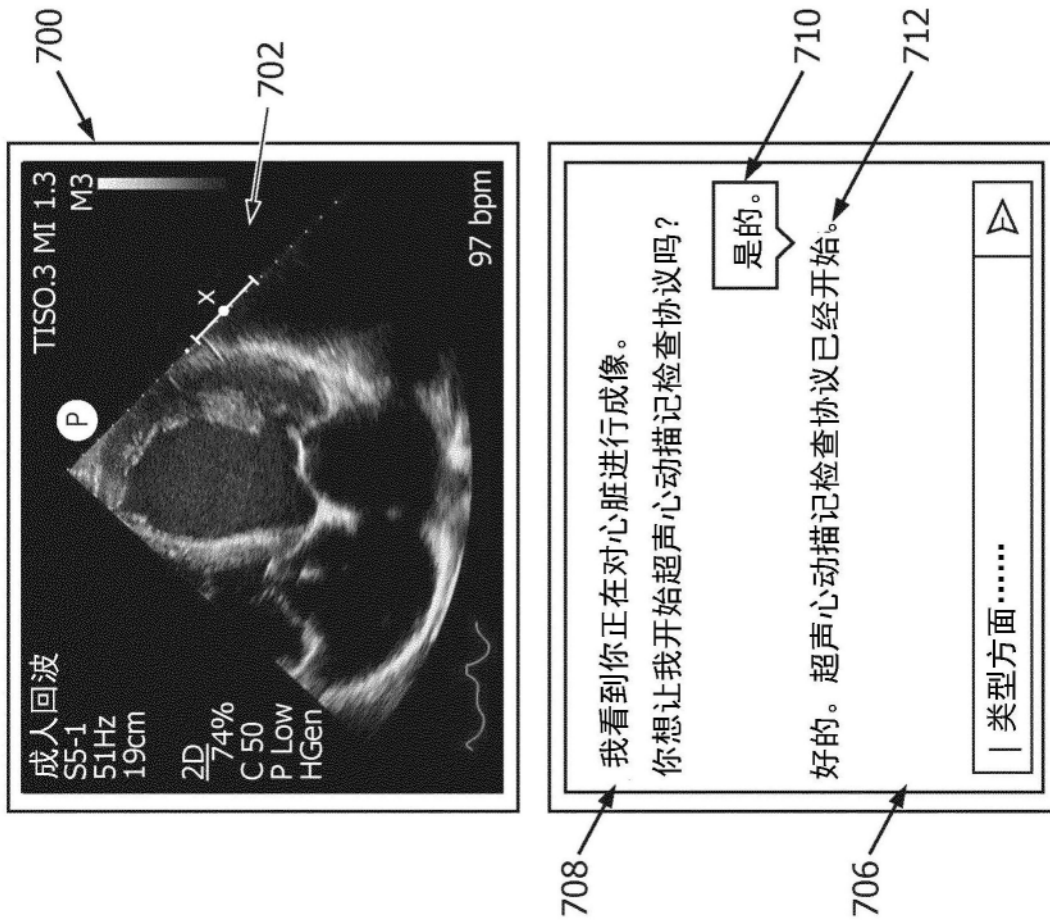 700
702
成人回波
S5-1
51Hz
19cm
2D
74%
C 50
P Low
HGen
P
TISO.3 MI 1.3
M3
X
97 bpm
708
我看到你正在对心脏进行成像。
你想让我开始超声心动描记检查协议吗?
是的。
710
好的。超声心动描记检查协议已经开始。
712
706
类型方面......